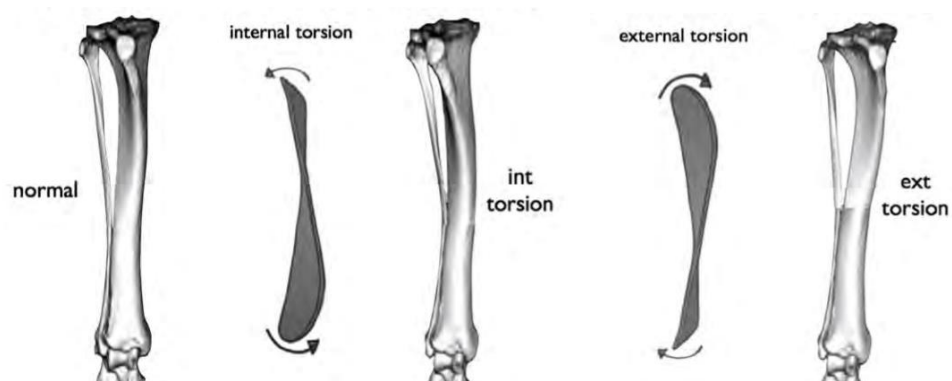 internal torsion
external torsion
normal
int
torsion
ext
torsion